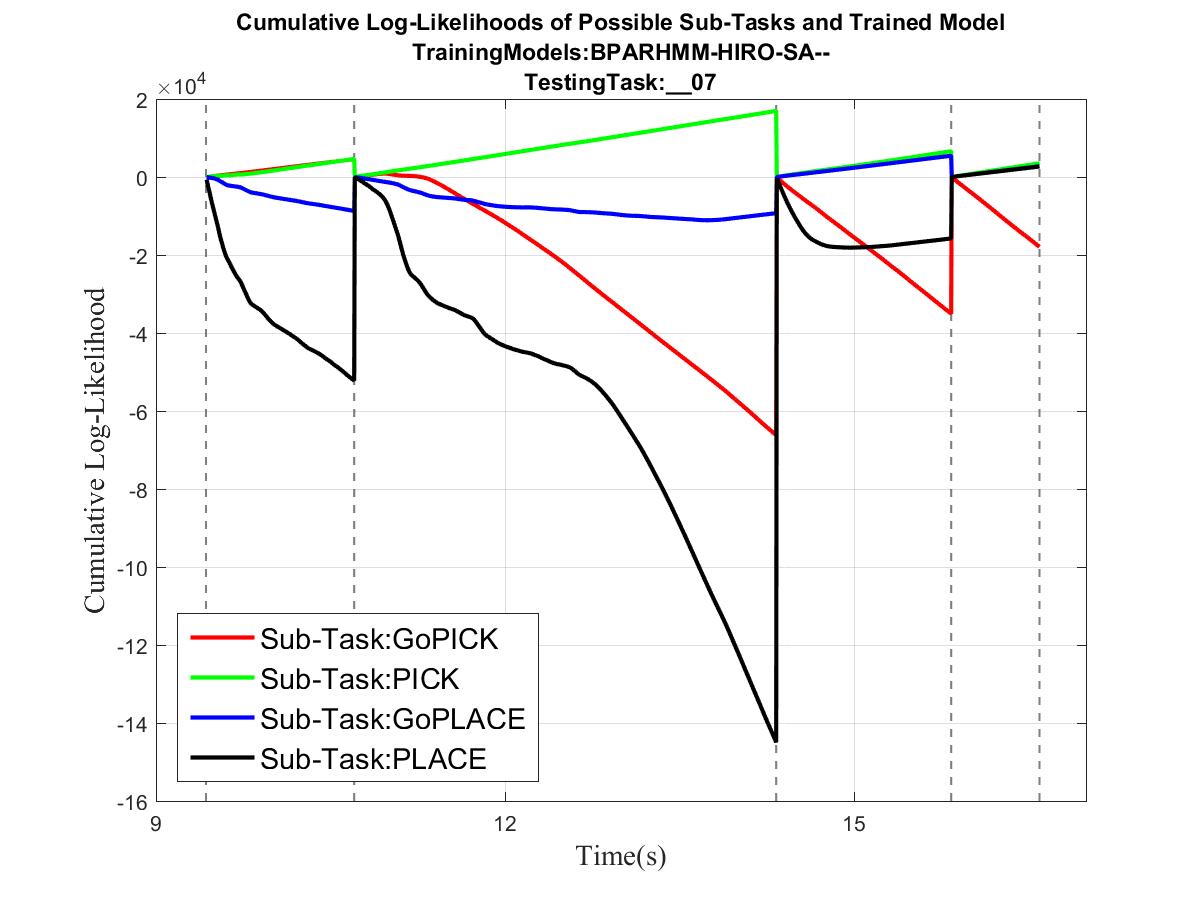 Cumulative Log-Likelihoods of Possible Sub-Tasks and Trained Model
TrainingModels:BPARHMM-HIRO-SA--
TestingTask:__07
×10^4
2
0
-2
-4
-6
-8
-10
-12
-14
-16
Cumulative Log-Likelihood
Sub-Task:GoPICK
Sub-Task:PICK
Sub-Task:GoPLACE
Sub-Task:PLACE
9 12 15
Time(s)